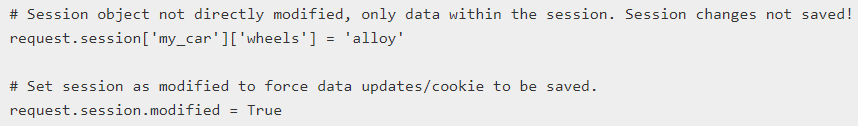 # Session object not directly modified, only data within the session. Session changes not saved!
request.session['my_car']['wheels'] = 'alloy'
# Set session as modified to force data updates/cookie to be saved.
request.session.modified = True